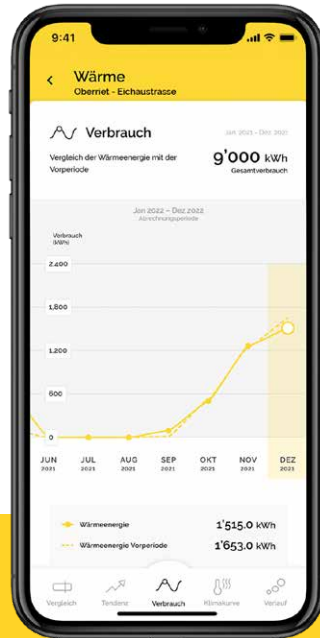 9:41
Wärme
Oberriet - Eichaustrasse
Verbrauch
Jan 2021 - Dez 2021
Vergleich der Wärmeenergie mit der
Vorperiode
9'000 kWh
Gesamtverbrauch
Jan 2022 – Dez 2022
Abrechnungsperiode
Verbrauch
(kWh)
2,400
1,800
1,200
600
0
JUN JUL AUG SEP OKT NOV DEZ
2021 2021 2021 2021 2021 2021 2021
Wärmeenergie 1'515.0 kWh
Wärmeenergie Vorperiode 1'653.0 kWh
Vergleich Tendenz Verbrauch Klimakurve Verlauf